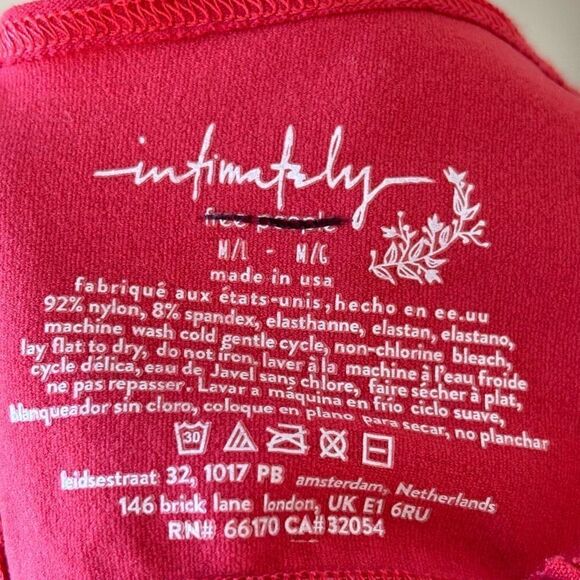 intimately
free people
M/L - M/G
made in usa
fabriqué aux états-unis, hecho en ee.uu
92% nylon, 8% spandex, elasthanne, elastan, elastano,
machine wash cold gentle cycle, non-chlorine bleach,
lay flat to dry, do not iron, laver à la machine à l'eau froide
cycle délica, eau de Javel sans chlore, faire sécher à plat,
ne pas repasser. Lavar a máquina en frío ciclo suave,
blanqueador sin cloro, coloque en plano para secar, no planchar
30
leidsestraat 32, 1017 PB amsterdam, Netherlands
146 brick lane london, UK E1 6RU
RN# 66170 CA#32054